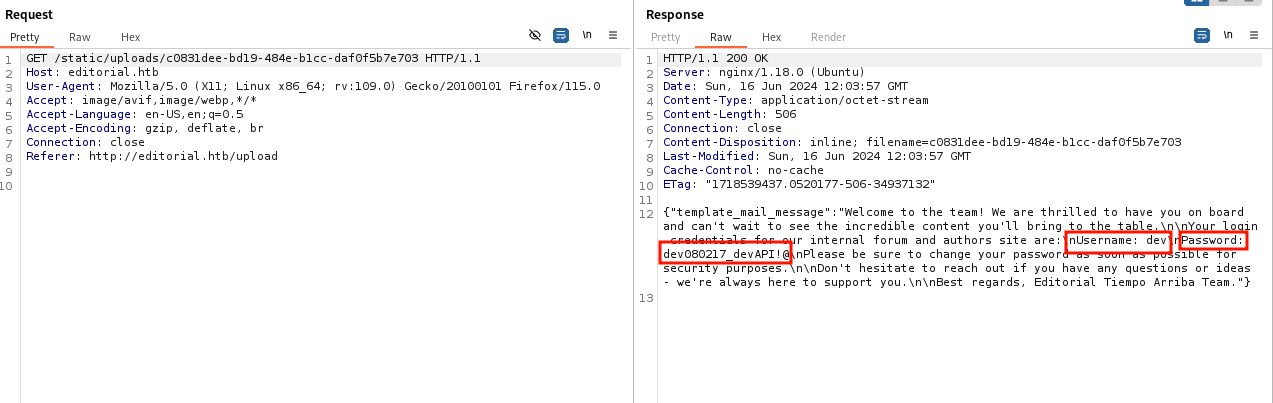 Request
Pretty Raw Hex \n
1 GET /static/uploads/c0831dee-bd19-484e-b1cc-daf0f5b7e703 HTTP/1.1
2 Host: editorial.htb
3 User-Agent: Mozilla/5.0 (X11; Linux x86_64; rv:109.0) Gecko/20100101 Firefox/115.0
4 Accept: image/avif,image/webp,*/*
5 Accept-Language: en-US,en;q=0.5
6 Accept-Encoding: gzip, deflate, br
7 Connection: close
8 Referer: http://editorial.htb/upload
9
10
Response
Pretty Raw Hex Render \n
1 HTTP/1.1 200 OK
2 Server: nginx/1.18.0 (Ubuntu)
3 Date: Sun, 16 Jun 2024 12:03:57 GMT
4 Content-Type: application/octet-stream
5 Content-Length: 506
6 Connection: close
7 Content-Disposition: inline; filename=c0831dee-bd19-484e-b1cc-daf0f5b7e703
8 Last-Modified: Sun, 16 Jun 2024 12:03:57 GMT
9 Cache-Control: no-cache
10 ETag: "1718539437.0520177-506-34937132"
11
12 {"template_mail_message":"Welcome to the team! We are thrilled to have you on board
and can't wait to see the incredible content you'll bring to the table.\n\nYour login
credentials for our internal forum and authors site are:\nUsername: dev\nPassword:
dev080217_devAPI!@\nPlease be sure to change your password as soon as possible for
security purposes.\n\nDon't hesitate to reach out if you have any questions or ideas
- we're always here to support you.\n\nBest regards, Editorial Tiempo Arriba Team."}
13